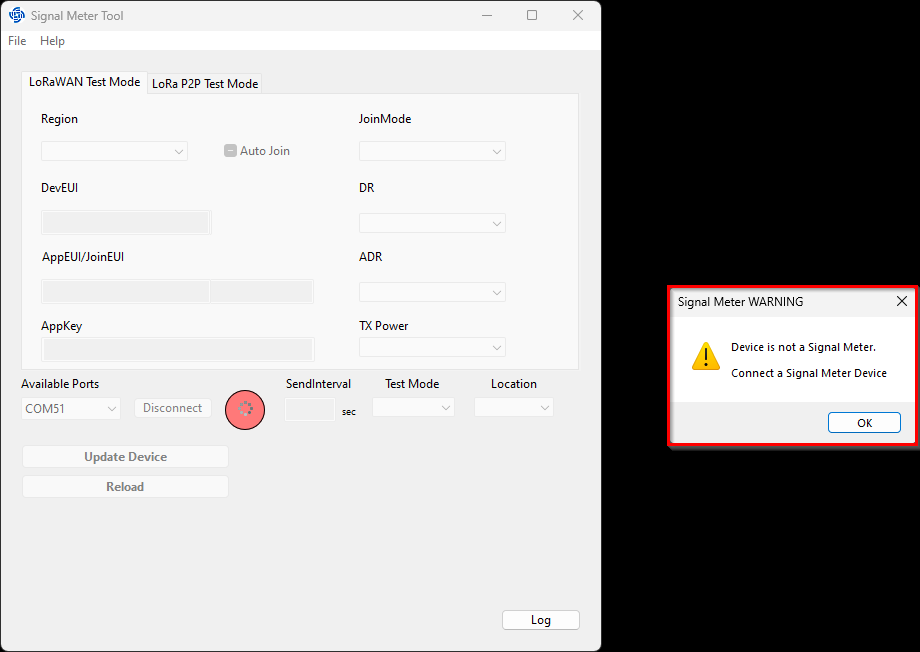 Signal Meter Tool
File Help
LoRaWAN Test Mode LoRa P2P Test Mode
Region JoinMode
Auto Join
DevEUI DR
AppEUI/JoinEUI ADR
AppKey TX Power
Available Ports SendInterval Test Mode Location
COM51 Disconnect sec
Update Device
Reload
Log
Signal Meter WARNING
Device is not a Signal Meter.
Connect a Signal Meter Device
OK